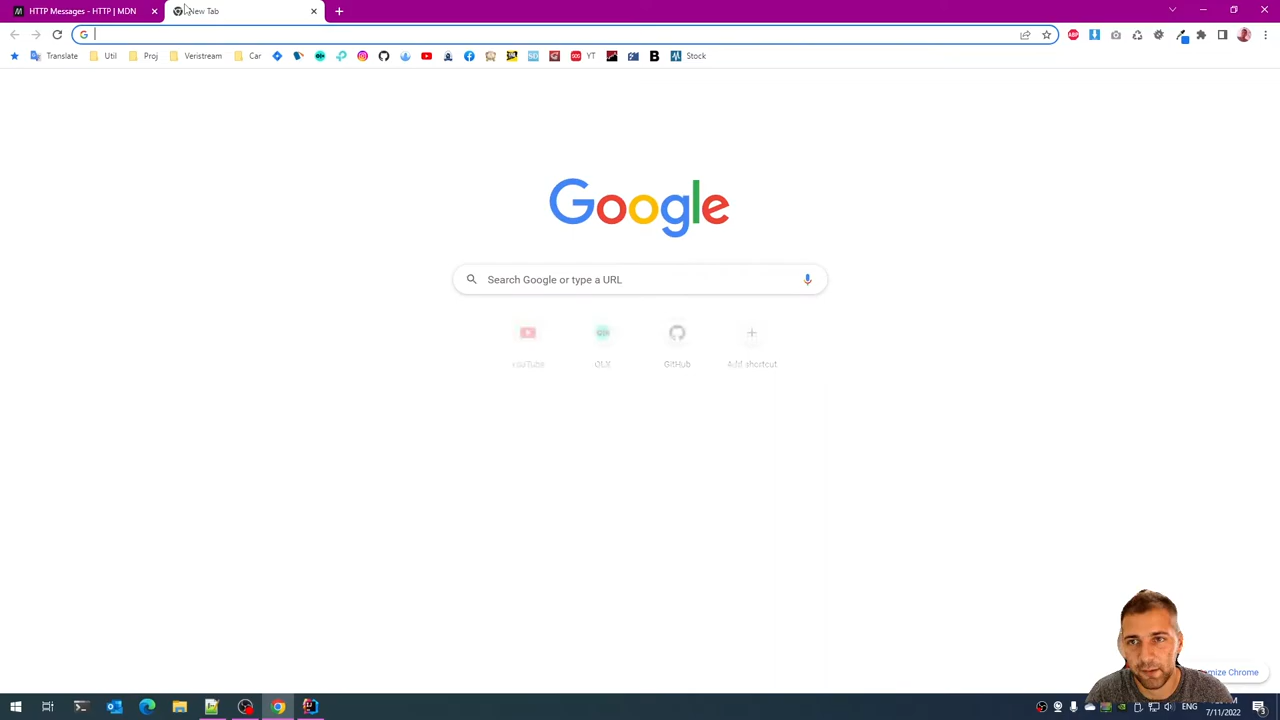 HTTP Messages - HTTP | MDN
New Tab
Translate Util Proj Veristream Car YT Stock
Google
Search Google or type a URL
YouTube OLX GitHub Add shortcut
mize Chrome
ENG
7/11/2022